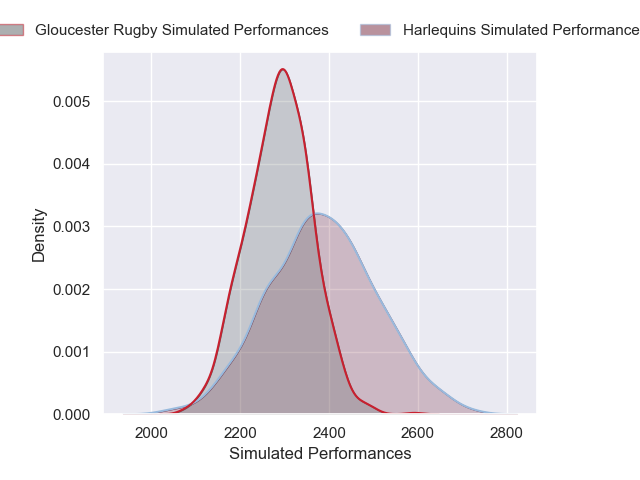 Gloucester Rugby Simulated Performances Harlequins Simulated Performance
0.005
0.004
0.003
0.002
0.001
0.000
Density
2000 2200 2400 2600 2800
Simulated Performances